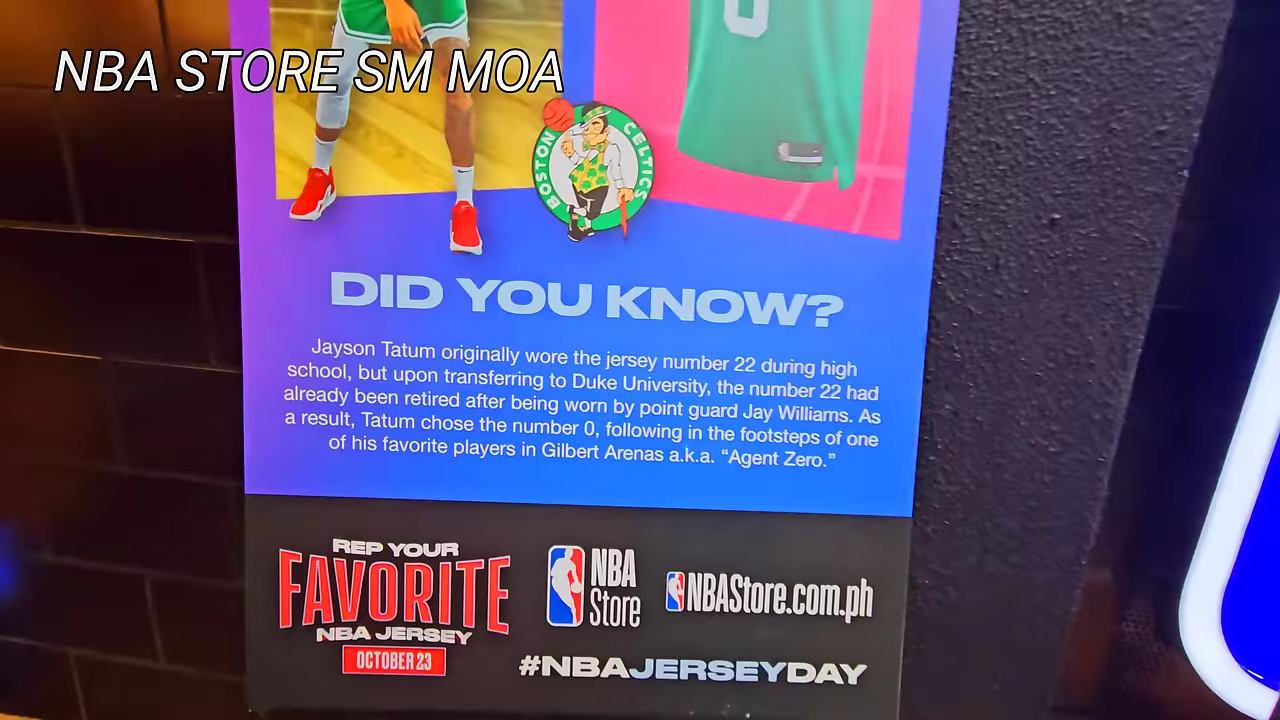 NBA STORE SM MOA
0
BOSTON CELTICS
DID YOU KNOW?
Jayson Tatum originally wore the jersey number 22 during high
school, but upon transferring to Duke University, the number 22 had
already been retired after being worn by point guard Jay Williams. As
a result, Tatum chose the number 0, following in the footsteps of one
of his favorite players in Gilbert Arenas a.k.a. “Agent Zero.”
REP YOUR
FAVORITE
NBA JERSEY
OCTOBER 23
NBA
Store
NBAStore.com.ph
#NBAJERSEYDAY